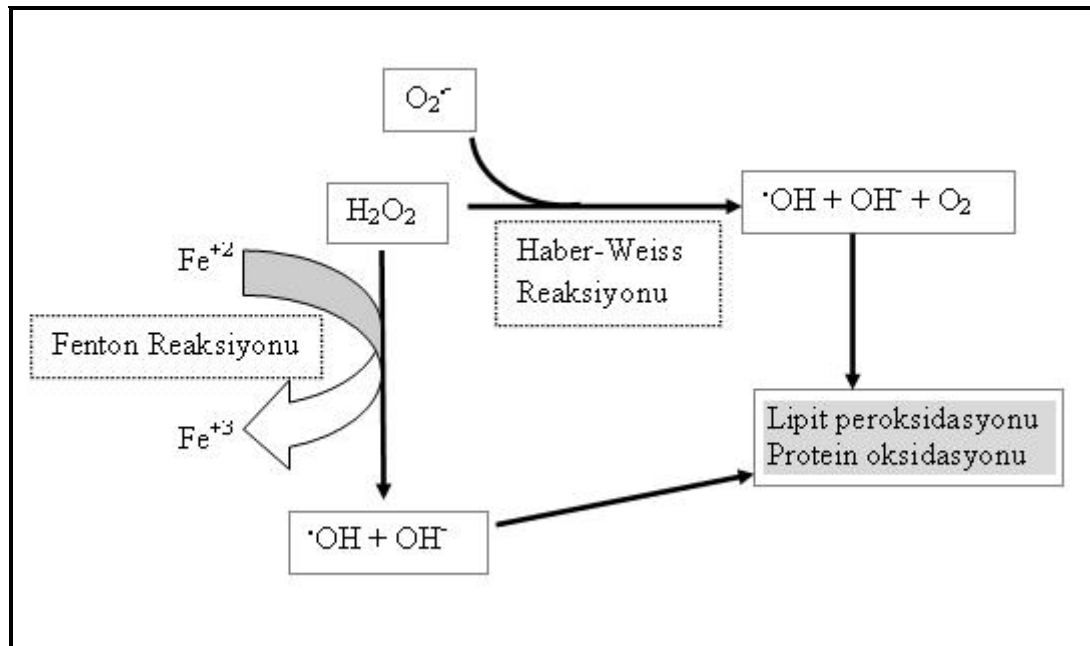 O₂·⁻
H₂O₂
·OH + OH⁻ + O₂
Haber-Weiss
Reaksiyonu
Fe⁺²
Fenton Reaksiyonu
Fe⁺³
Lipit peroksidasyonu
Protein oksidasyonu
·OH + OH⁻